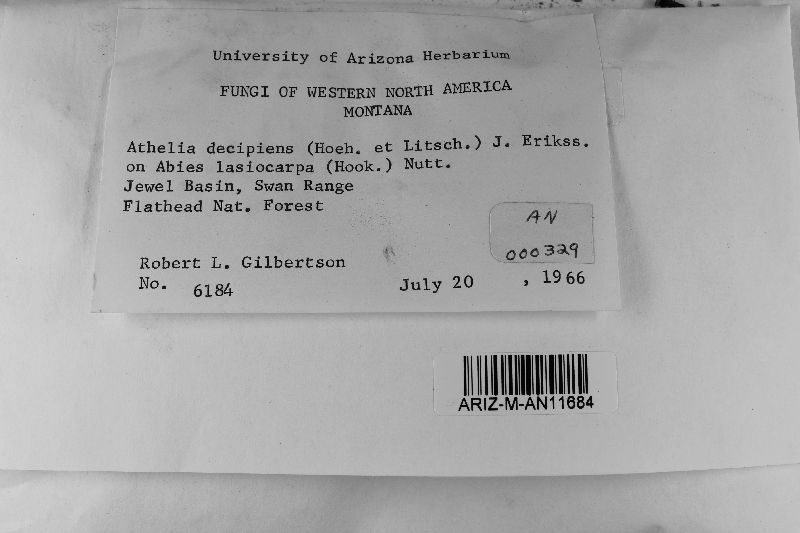 University of Arizona Herbarium
FUNGI OF WESTERN NORTH AMERICA
MONTANA
Athelia decipiens (Hoeh. et Litsch.) J. Erikss.
on Abies lasiocarpa (Hook.) Nutt.
Jewel Basin, Swan Range
Flathead Nat. Forest
AN
000329
Robert L. Gilbertson
No. 6184
July 20 , 1966
ARIZ-M-AN11684